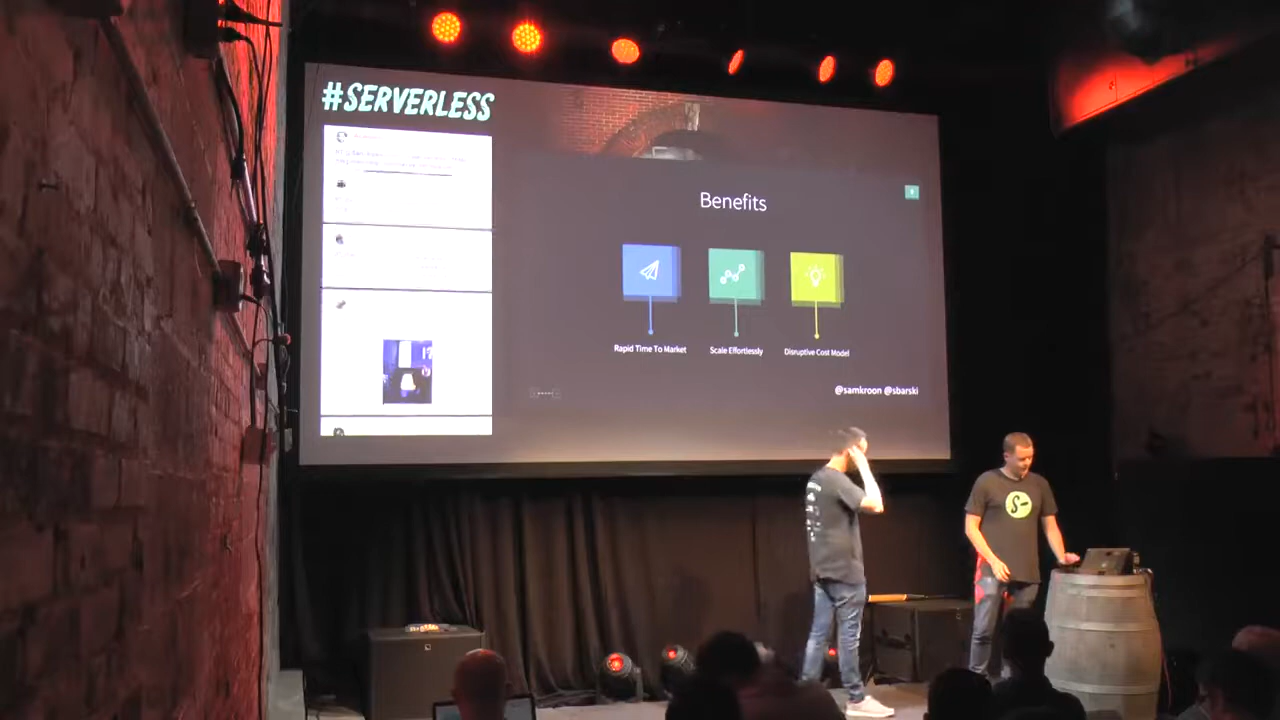 #SERVERLESS
Benefits
Rapid Time To Market
Scale Effortlessly
Disruptive Cost Model
@samkroon @sbarski
S-